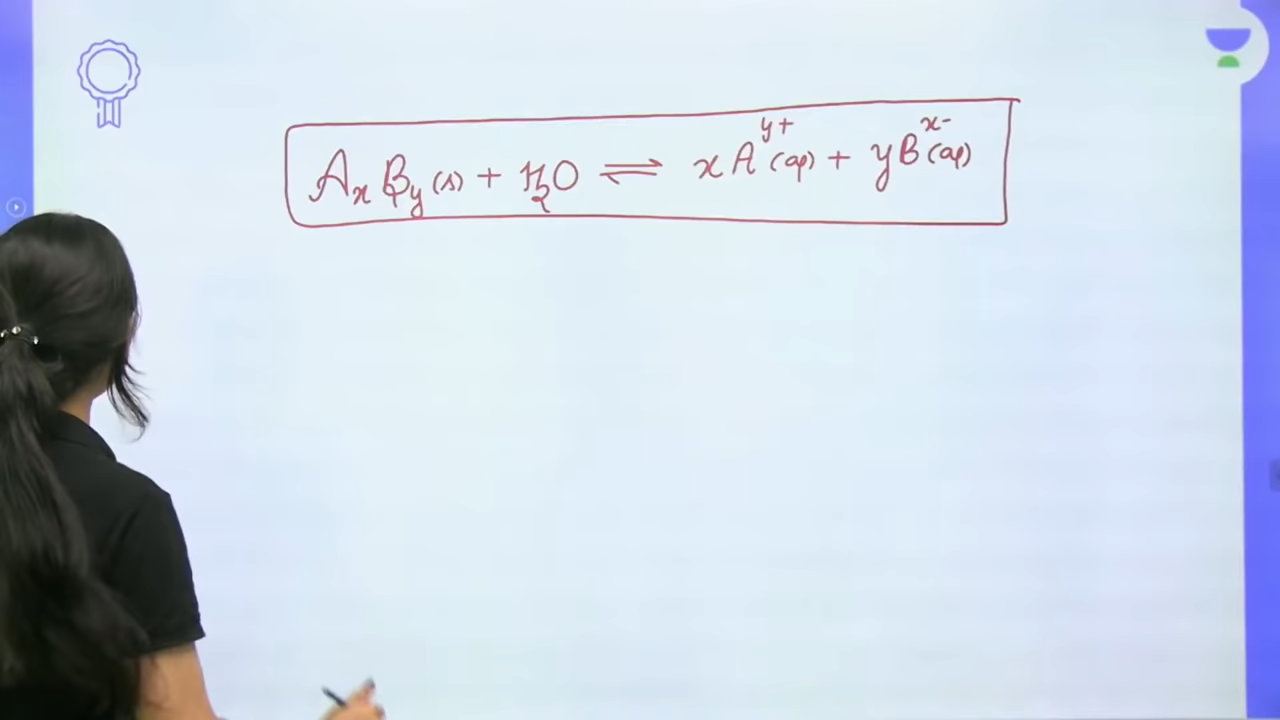 AxBy(s) + H2O ⇌ xA^y+(aq) + yB^x-(aq)